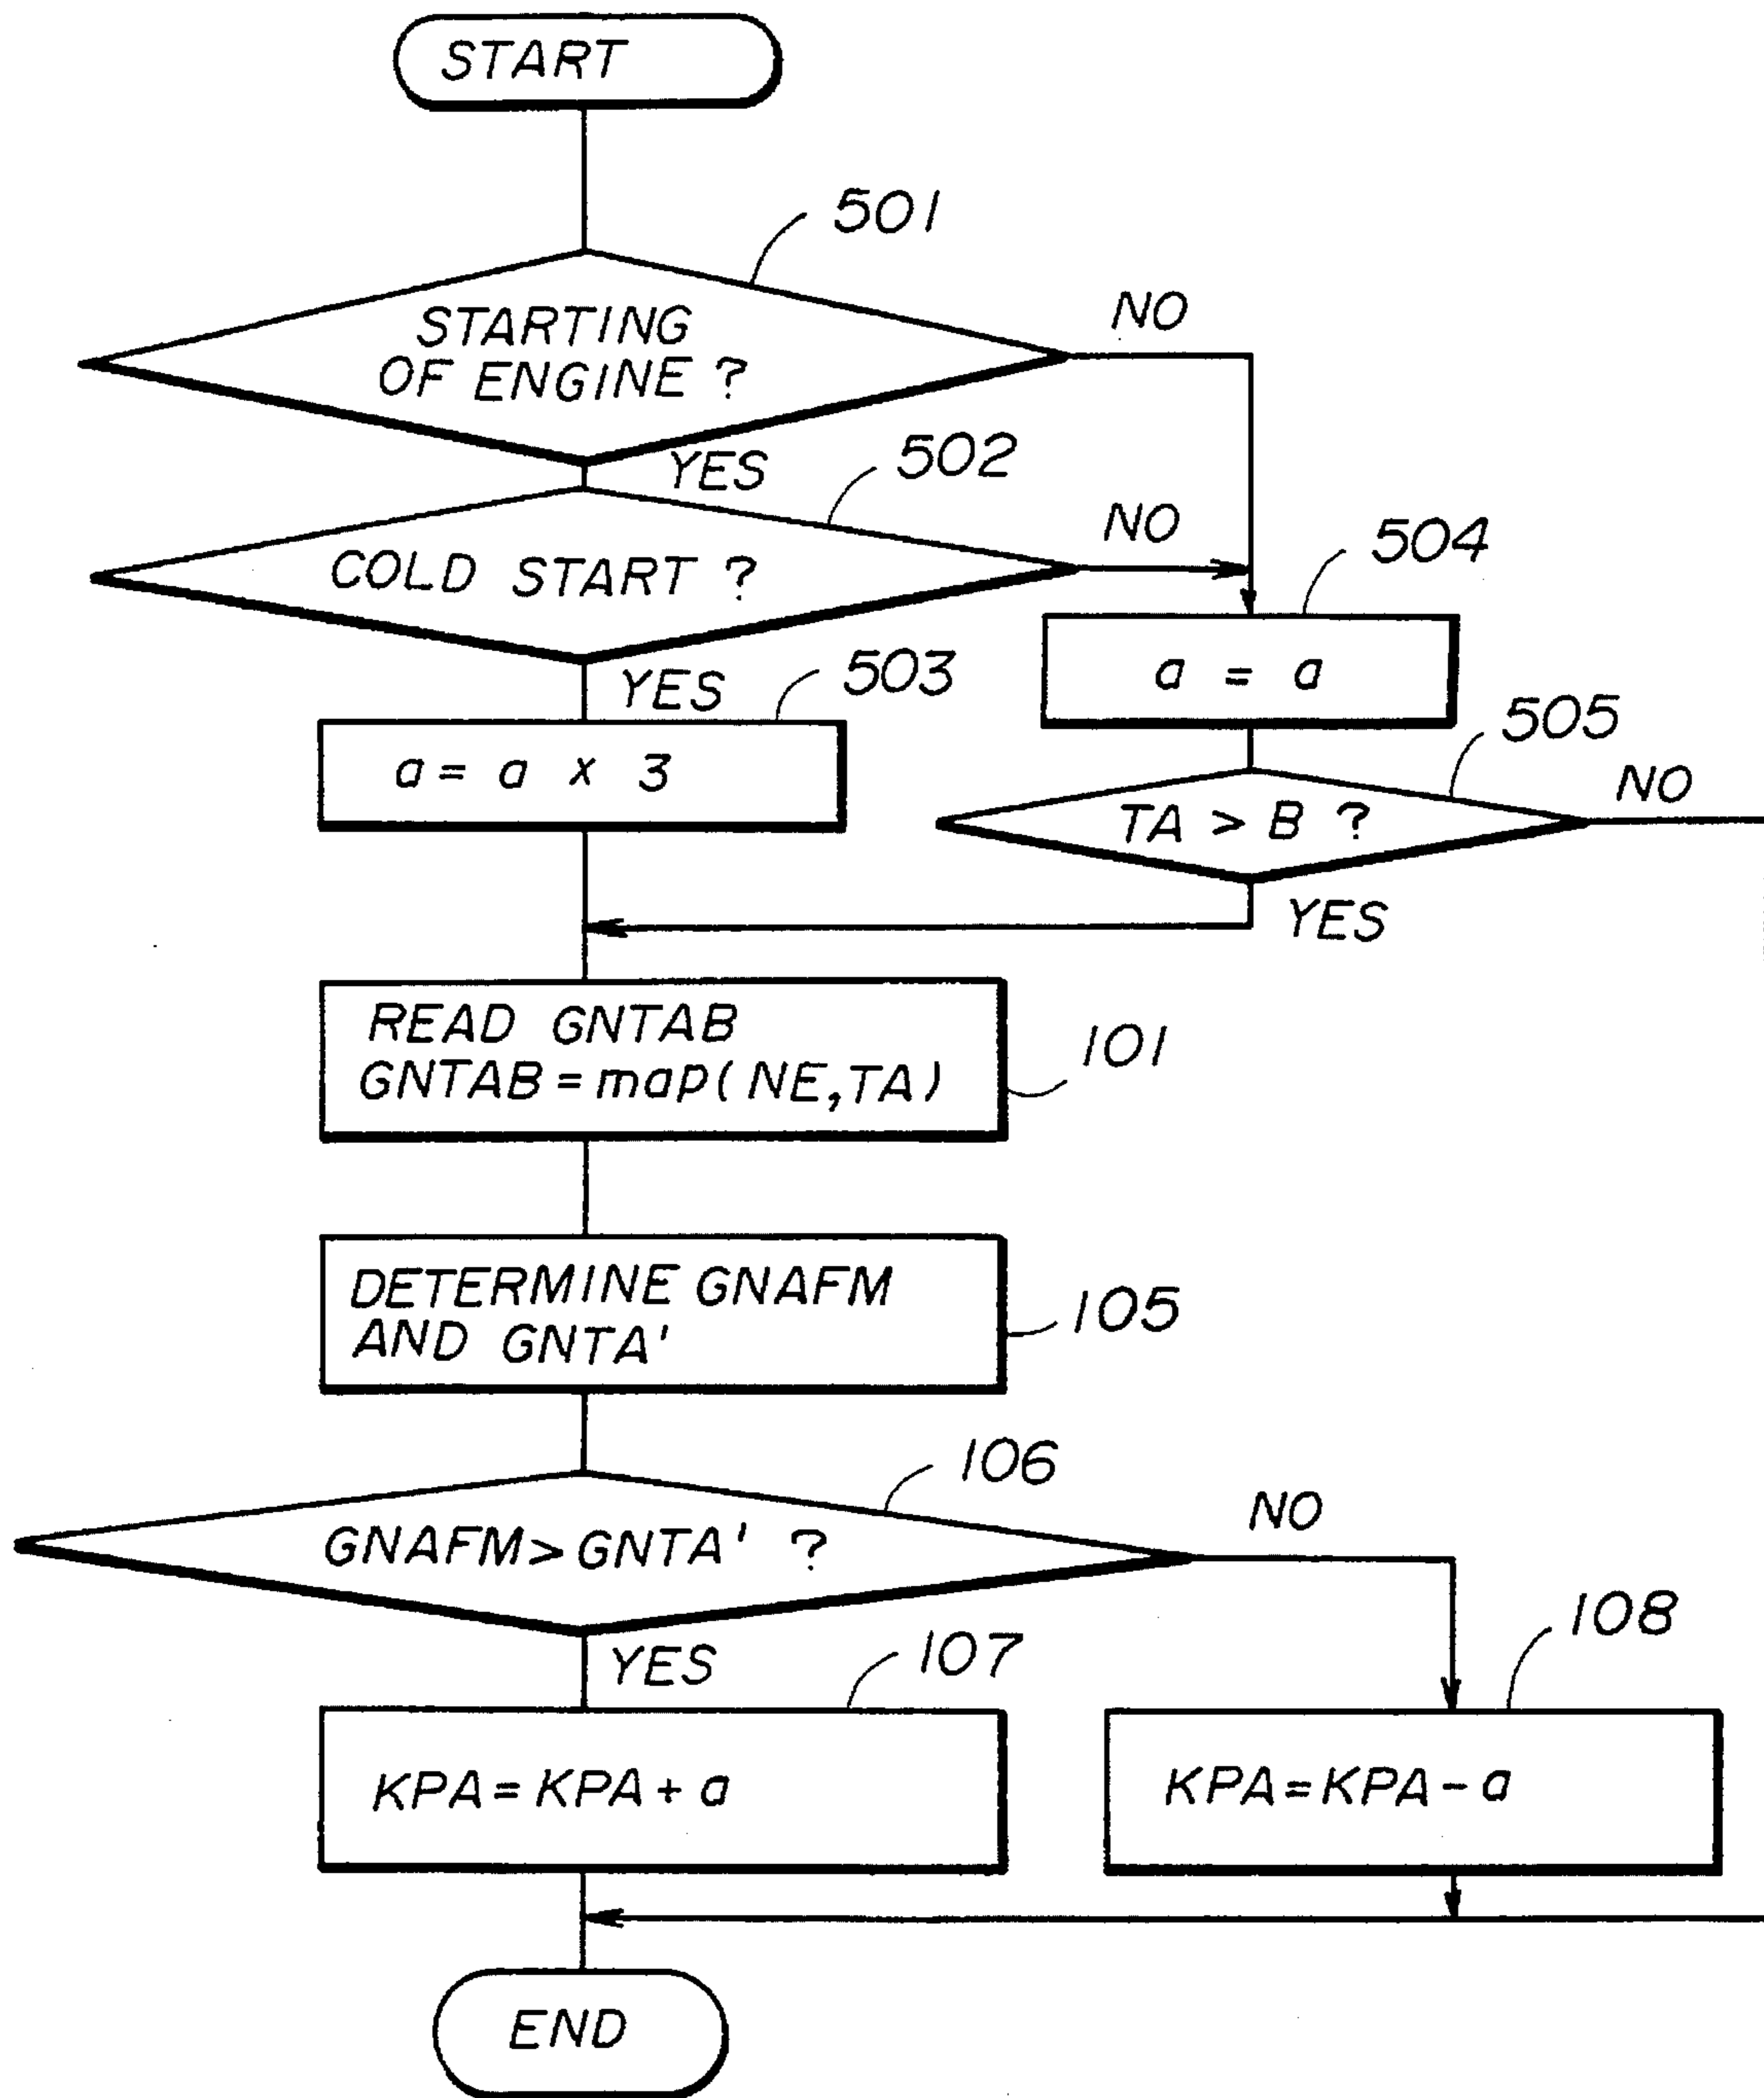 START
501
STARTING
OF ENGINE ?
NO
YES
502
COLD START ?
NO
504
a = a
YES
503
a = a x 3
505
TA > B ?
NO
YES
READ GNTAB
GNTAB = map( NE,TA)
101
DETERMINE GNAFM
AND GNTA'
105
106
GNAFM > GNTA' ?
NO
YES
107
KPA = KPA + a
108
KPA = KPA - a
END